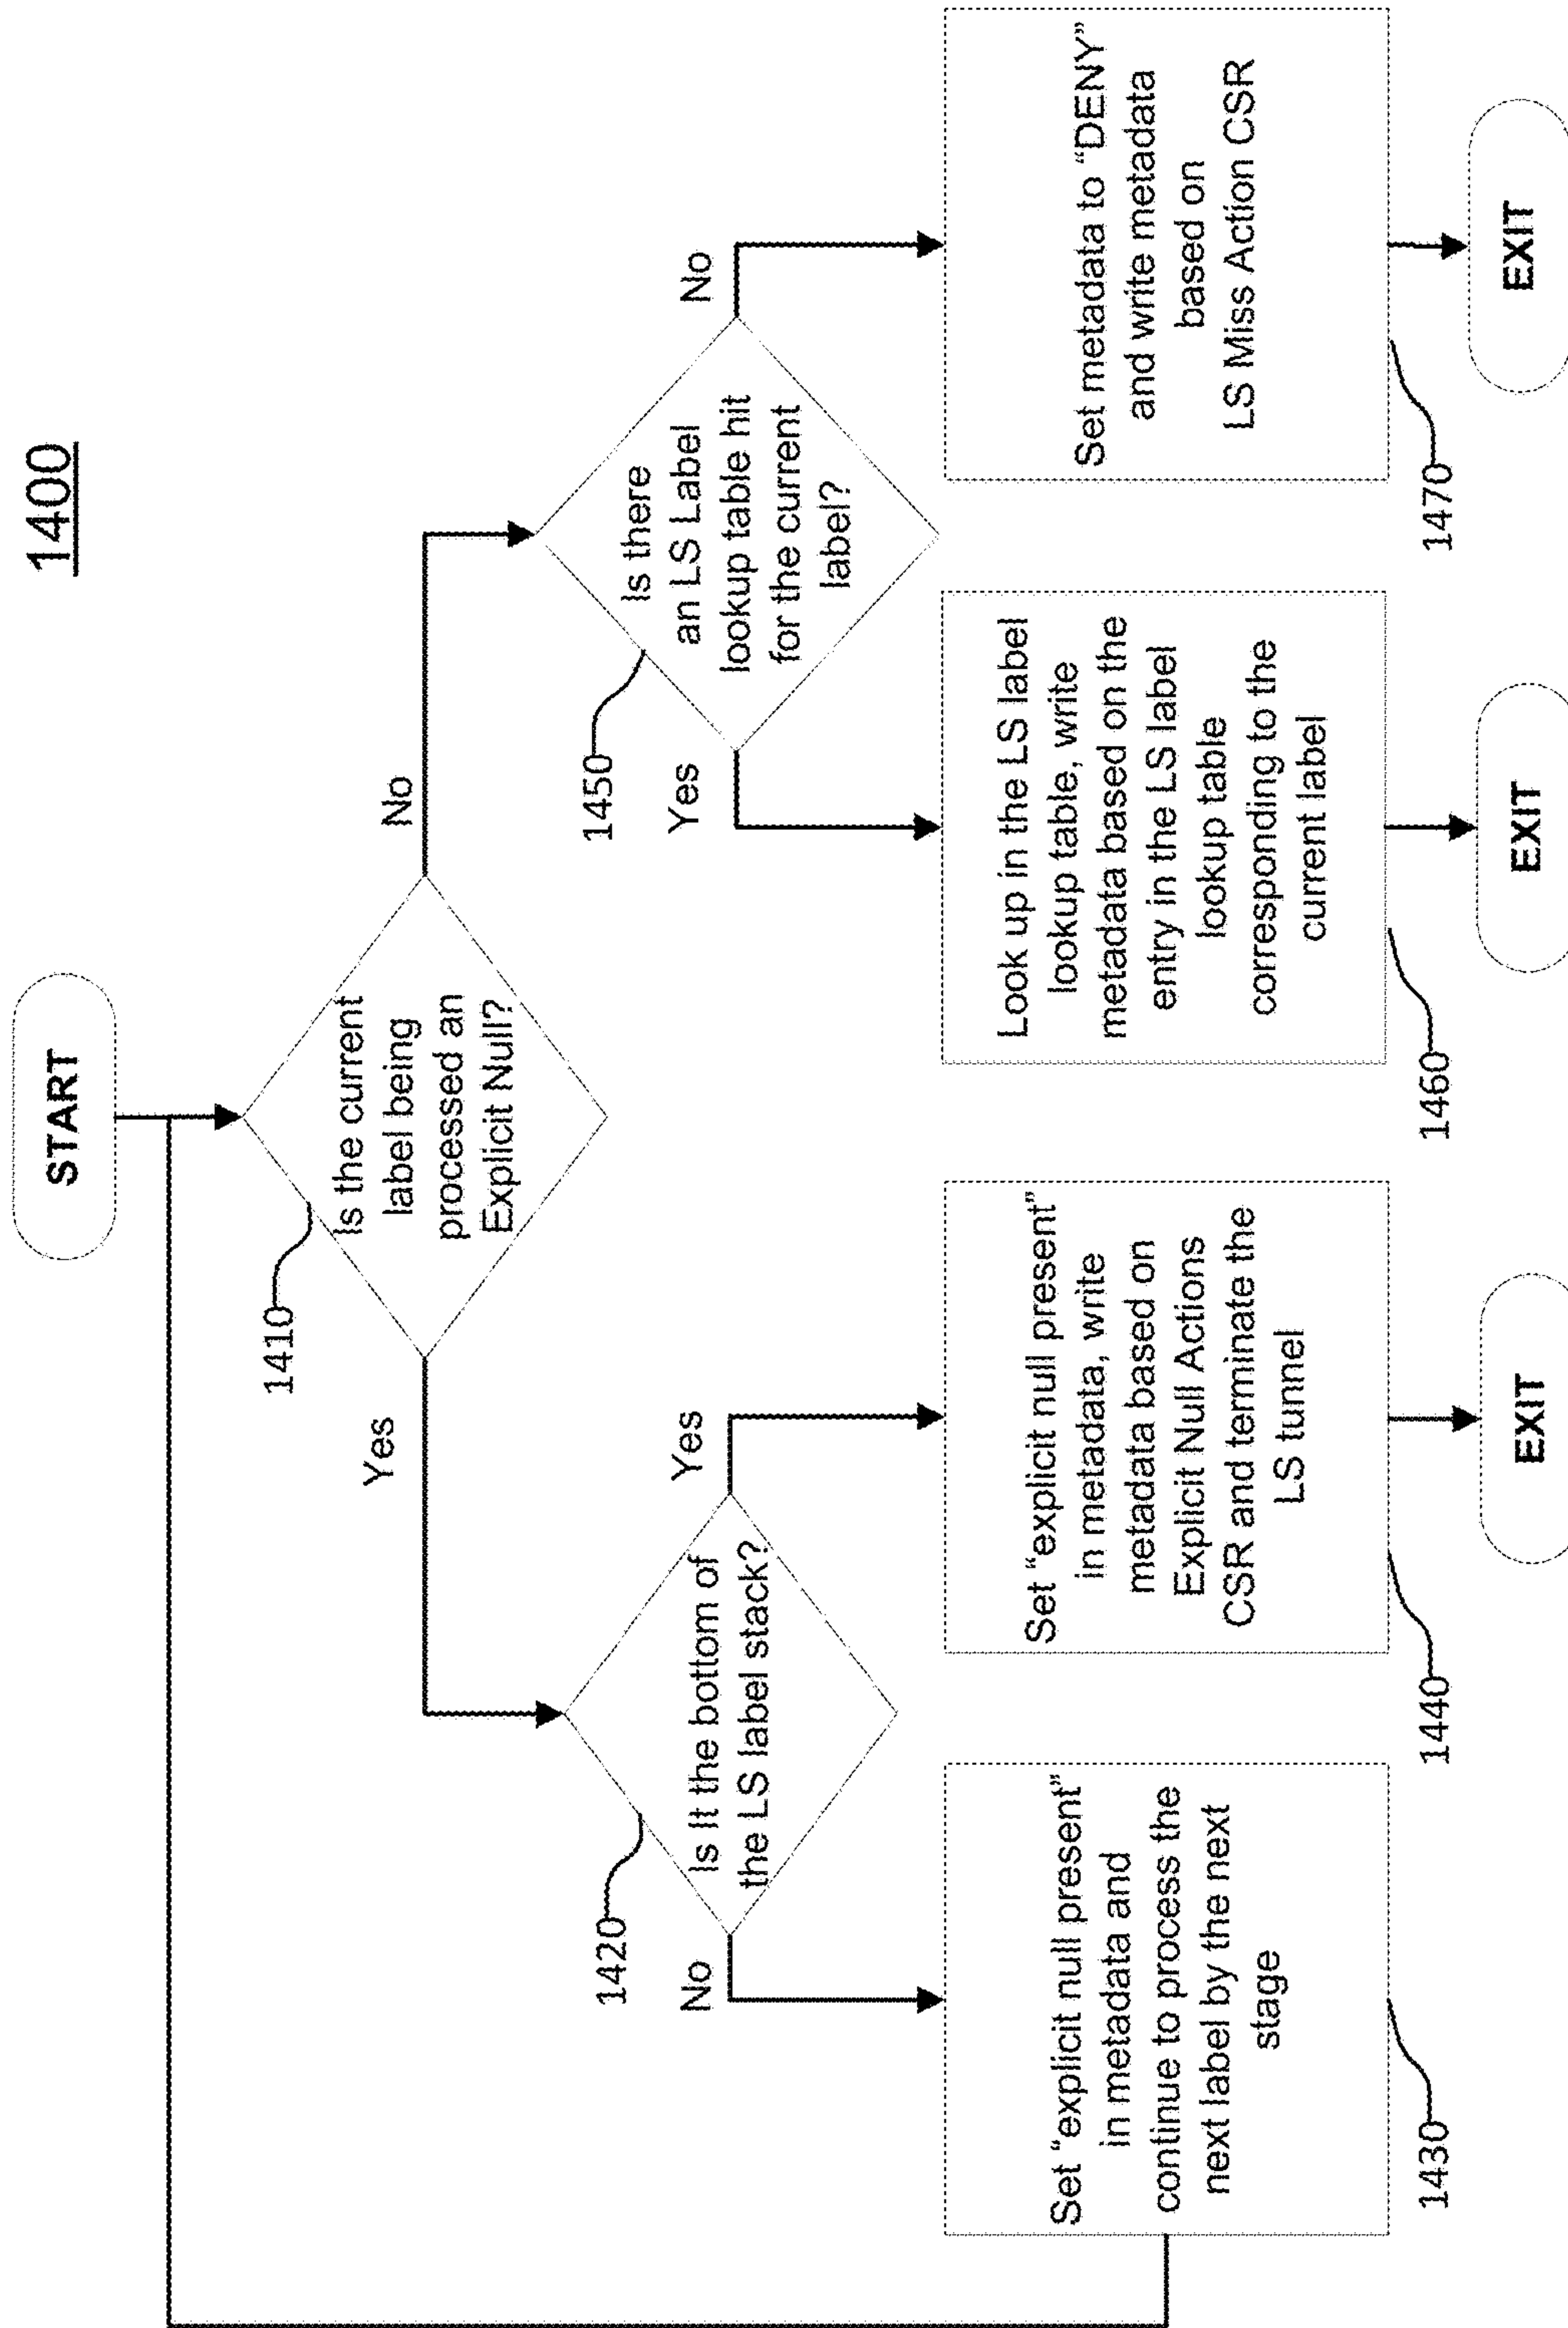 1400
START
Is the current
label being
processed an
Explicit Null?
1410
Yes
No
Is It the bottom of
the LS label stack?
1420
No
Yes
Is there
an LS Label
lookup table hit
for the current
label?
1450
Yes
No
Set “explicit null present”
in metadata and
continue to process the
next label by the next
stage
1430
Set “explicit null present”
in metadata, write
metadata based on
Explicit Null Actions
CSR and terminate the
LS tunnel
1440
EXIT
Look up in the LS label
lookup table, write
metadata based on the
entry in the LS label
lookup table
corresponding to the
current label
1460
EXIT
Set metadata to “DENY”
and write metadata
based on
LS Miss Action CSR
1470
EXIT